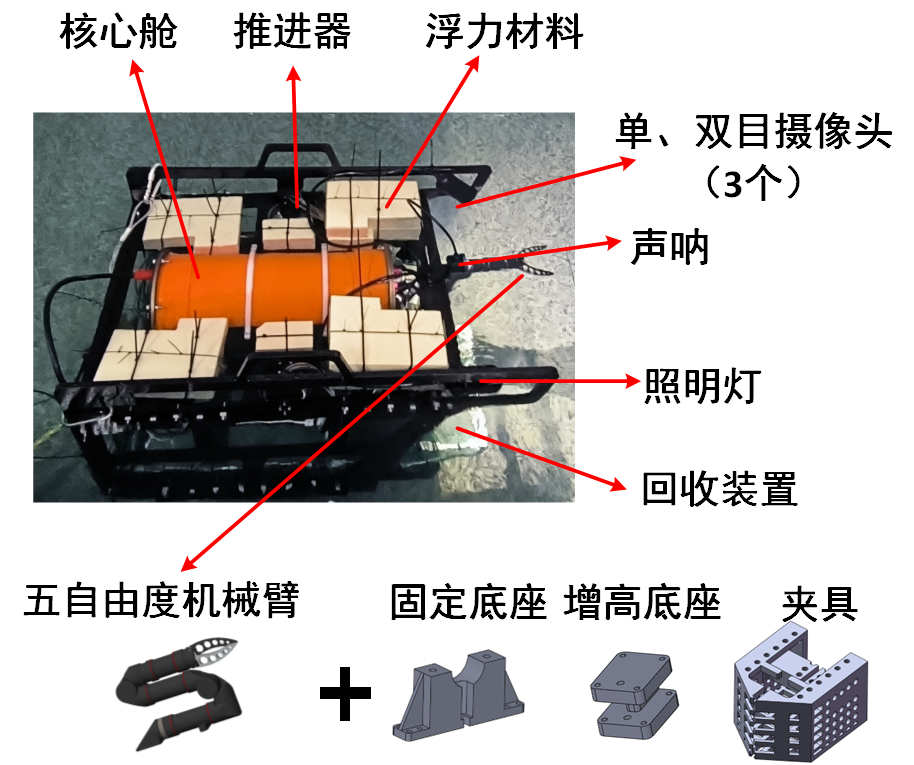 核心舱
推进器
浮力材料
单、双目摄像头
（3个）
声呐
照明灯
回收装置
五自由度机械臂
固定底座
增高底座
夹具